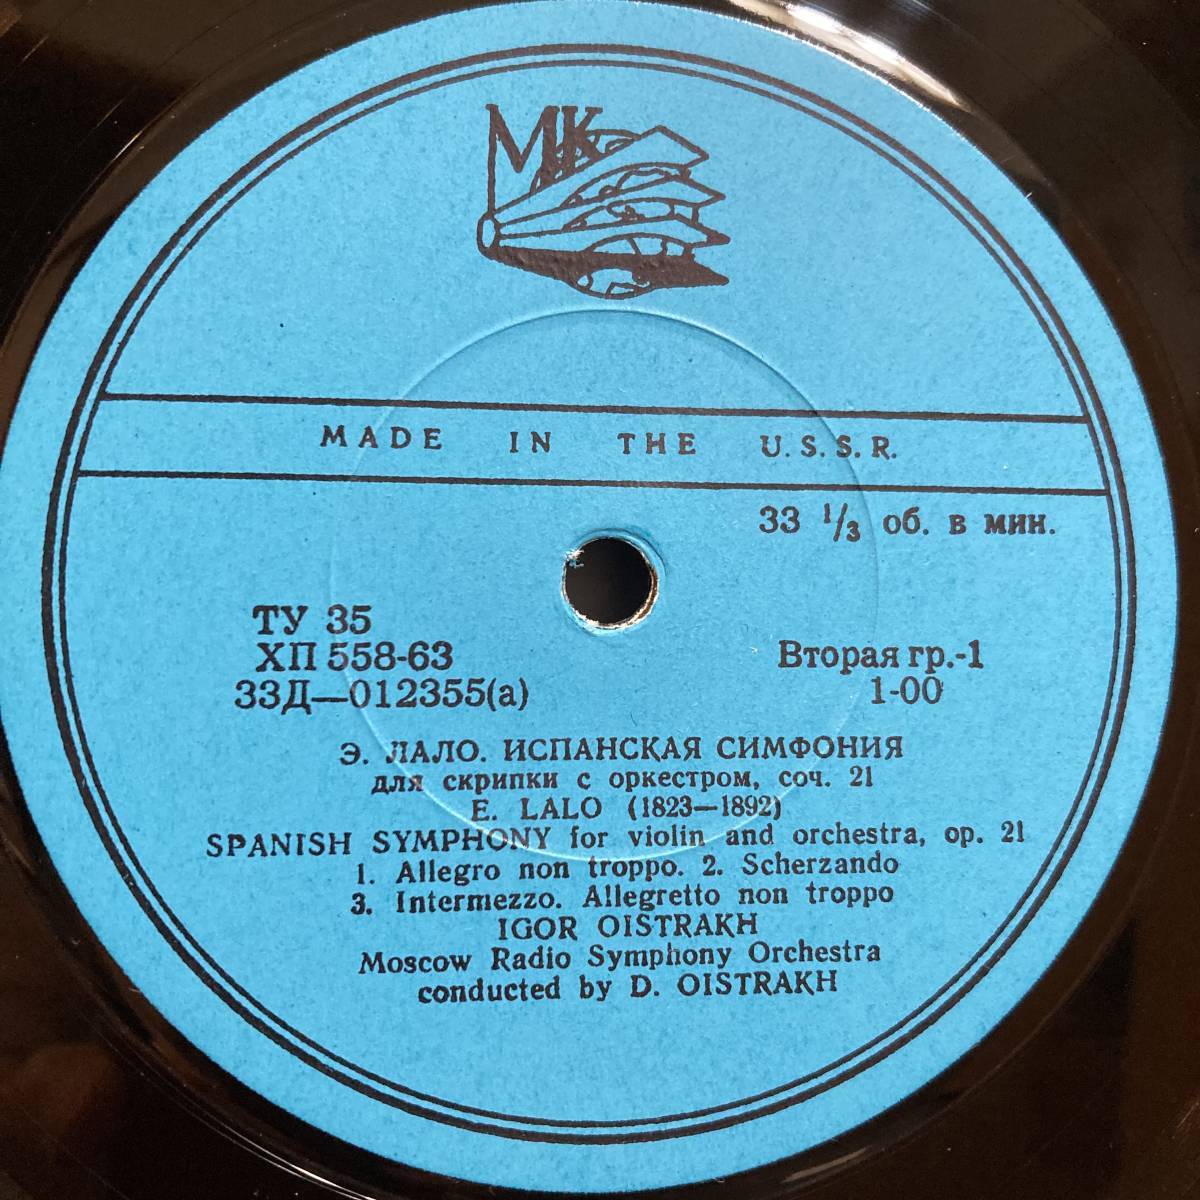 МК
MADE IN THE U.S.S.R.
33 1/3 об. в мин.
ТУ 35
ХП 558-63
33Д—012355(а)
Вторая гр.-1
1-00
Э. ЛАЛО. ИСПАНСКАЯ СИМФОНИЯ
для скрипки с оркестром, соч. 21
E. LALO (1823—1892)
SPANISH SYMPHONY for violin and orchestra, op. 21
1. Allegro non troppo. 2. Scherzando
3. Intermezzo. Allegretto non troppo
IGOR OISTRAKH
Moscow Radio Symphony Orchestra
conducted by D. OISTRAKH